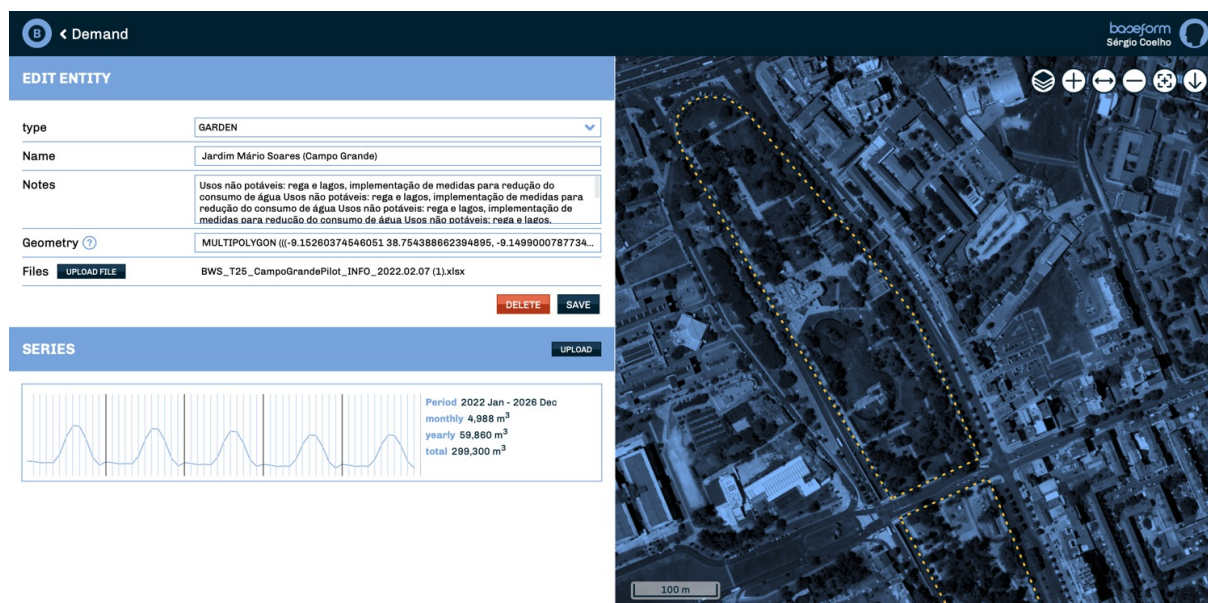 B < Demand
baseform
Sérgio Coelho
EDIT ENTITY
type GARDEN
Name Jardim Mário Soares (Campo Grande)
Notes Usos não potáveis: rega e lagos, implementação de medidas para redução do
consumo de água Usos não potáveis: rega e lagos, implementação de medidas para
redução do consumo de água Usos não potáveis: rega e lagos, implementação de
medidas para redução do consumo de água Usos não potáveis: rega e lagos.
Geometry ? MULTIPOLYGON (((-9.15260374546051 38.754388662394895, -9.1499000787734...
Files UPLOAD FILE BWS_T25_CampoGrandePilot_INFO_2022.02.07 (1).xlsx
DELETE SAVE
SERIES UPLOAD
Period 2022 Jan - 2026 Dec
monthly 4,988 m³
yearly 59,860 m³
total 299,300 m³
100 m